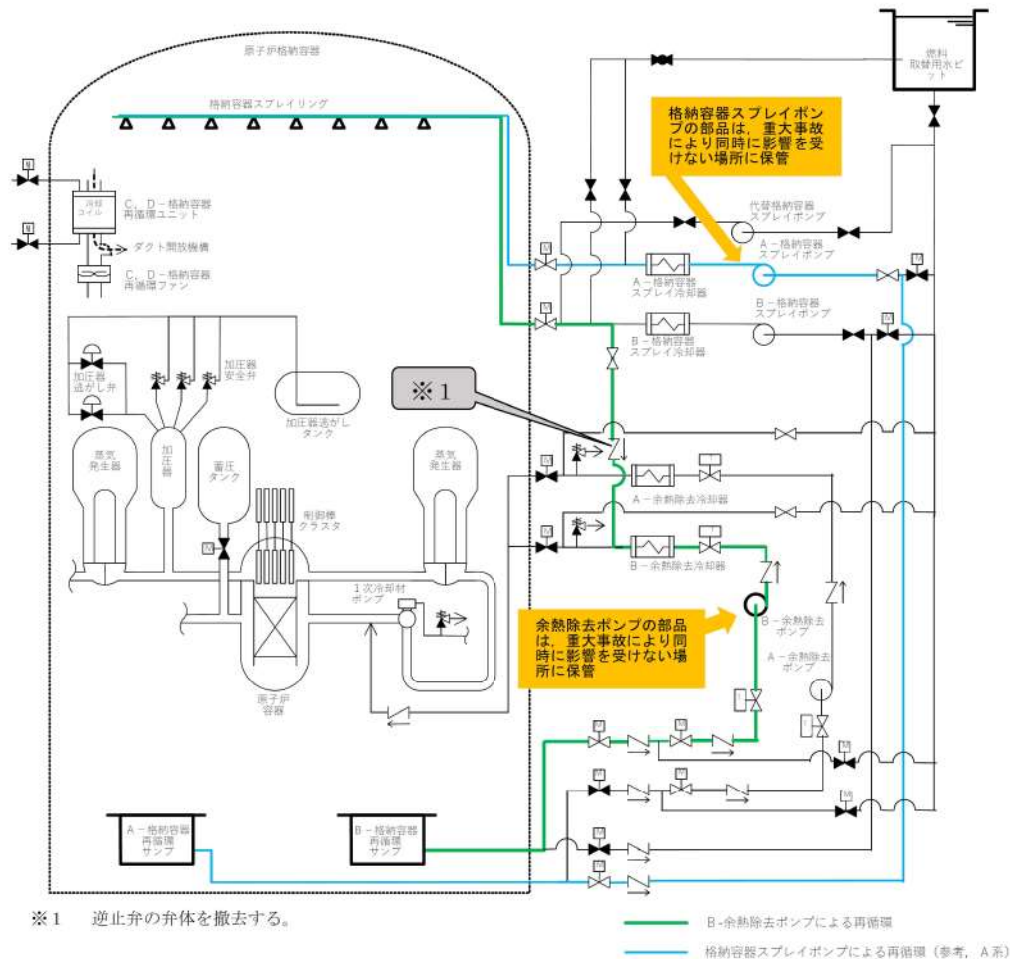 原子炉格納容器
燃料
取替用水ピ
ット
格納容器スプレイリング
格納容器スプレイポン
プの部品は，重大事故
により同時に影響を受
けない場所に保管
冷却
コイル
C，D－格納容器
再循環ユニット
ダクト開放機構
C，D－格納容器
再循環ファン
代替格納容器
スプレイポンプ
A－格納容器
スプレイポンプ
A－格納容器
スプレイ冷却器
B－格納容器
スプレイポンプ
B－格納容器
スプレイ冷却器
加圧器
逃がし弁
加圧器
安全弁
加圧器逃がし
タンク
※1
蒸気
発生器
加
圧
器
蓄圧
タンク
蒸気
発生器
制御棒
クラスタ
A－余熱除去冷却器
B－余熱除去冷却器
1次冷却材
ポンプ
余熱除去ポンプの部品
は，重大事故により同
時に影響を受けない場
所に保管
B－余熱除去
ポンプ
A－余熱除去
ポンプ
原子炉
容器
A－格納容器
再循環
サンプ
B－格納容器
再循環
サンプ
※1 逆止弁の弁体を撤去する。
B-余熱除去ポンプによる再循環
格納容器スプレイポンプによる再循環（参考，A系）